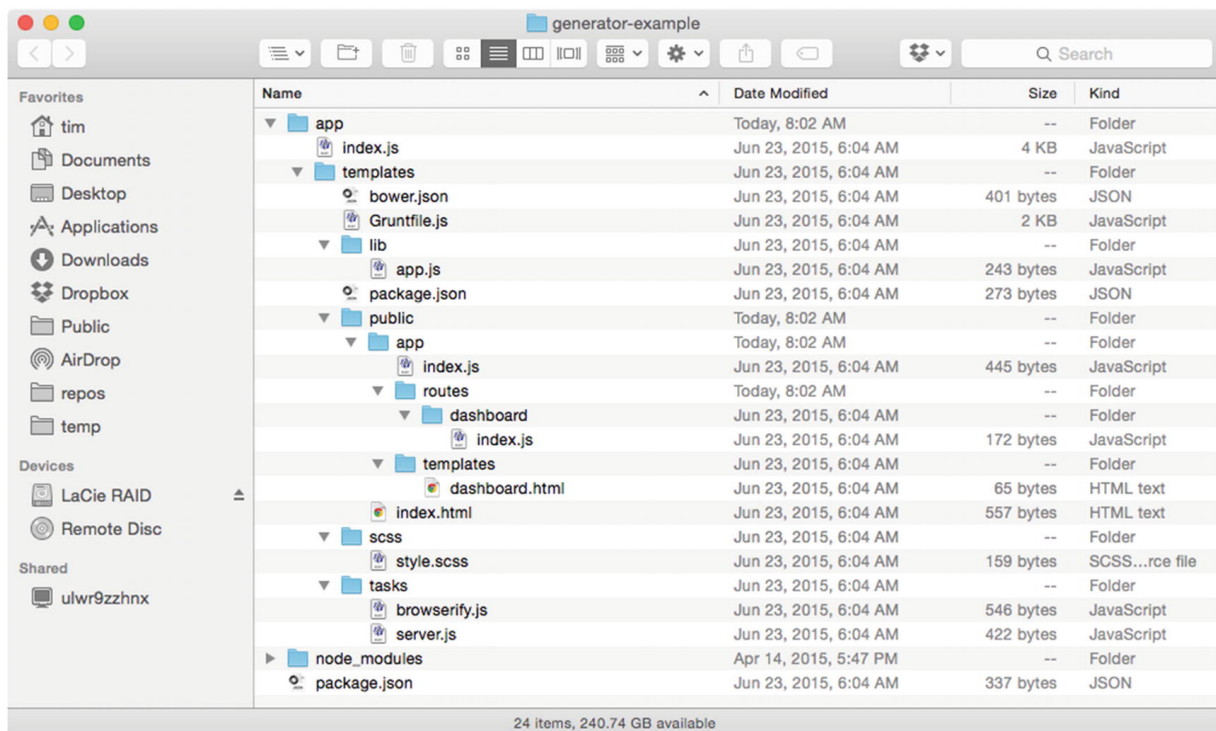 generator-example
Search
Favorites
tim
Documents
Desktop
Applications
Downloads
Dropbox
Public
AirDrop
repos
temp
Devices
LaCie RAID
Remote Disc
Shared
ulwr9zzhnx
Name Date Modified Size Kind
app Today, 8:02 AM -- Folder
index.js Jun 23, 2015, 6:04 AM 4 KB JavaScript
templates Jun 23, 2015, 6:04 AM -- Folder
bower.json Jun 23, 2015, 6:04 AM 401 bytes JSON
Gruntfile.js Jun 23, 2015, 6:04 AM 2 KB JavaScript
lib Jun 23, 2015, 6:04 AM -- Folder
app.js Jun 23, 2015, 6:04 AM 243 bytes JavaScript
package.json Jun 23, 2015, 6:04 AM 273 bytes JSON
public Today, 8:02 AM -- Folder
app Today, 8:02 AM -- Folder
index.js Jun 23, 2015, 6:04 AM 445 bytes JavaScript
routes Today, 8:02 AM -- Folder
dashboard Jun 23, 2015, 6:04 AM -- Folder
index.js Jun 23, 2015, 6:04 AM 172 bytes JavaScript
templates Jun 23, 2015, 6:04 AM -- Folder
dashboard.html Jun 23, 2015, 6:04 AM 65 bytes HTML text
index.html Jun 23, 2015, 6:04 AM 557 bytes HTML text
scss Jun 23, 2015, 6:04 AM -- Folder
style.scss Jun 23, 2015, 6:04 AM 159 bytes SCSS...rce file
tasks Jun 23, 2015, 6:04 AM -- Folder
browserify.js Jun 23, 2015, 6:04 AM 546 bytes JavaScript
server.js Jun 23, 2015, 6:04 AM 422 bytes JavaScript
node_modules Apr 14, 2015, 5:47 PM -- Folder
package.json Jun 23, 2015, 6:04 AM 337 bytes JSON
24 items, 240.74 GB available